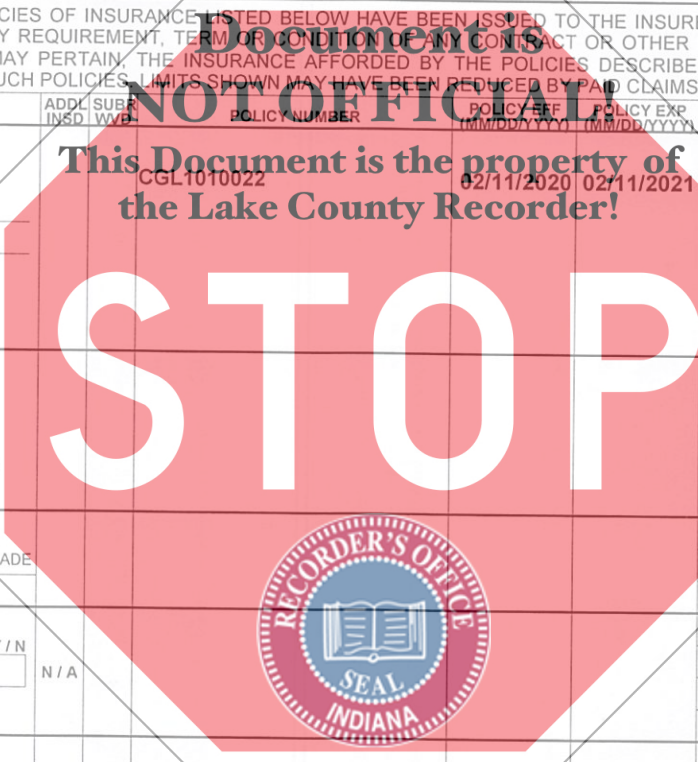 CIES OF INSURANCE LISTED BELOW HAVE BEEN ISSUED TO THE INSUR
Document is
Y REQUIREMENT, TERM OR CONDITION OF ANY CONTRACT OR OTHER
MAY PERTAIN, THE INSURANCE AFFORDED BY THE POLICIES DESCRIBE
UCH POLICIES. LIMITS SHOWN MAY HAVE BEEN REDUCED BY PAID CLAIMS
NOT OFFICIAL!
ADDL SUBR POLICY NUMBER POLICY EFF POLICY EXP
INSD WVD (MM/DD/YYYY) (MM/DD/YYYY)
This Document is the property of
CGL1010022 02/11/2020 02/11/2021
the Lake County Recorder!
STOP
RECORDER'S OFFICE
ADE
/ N
N / A
SEAL
INDIANA